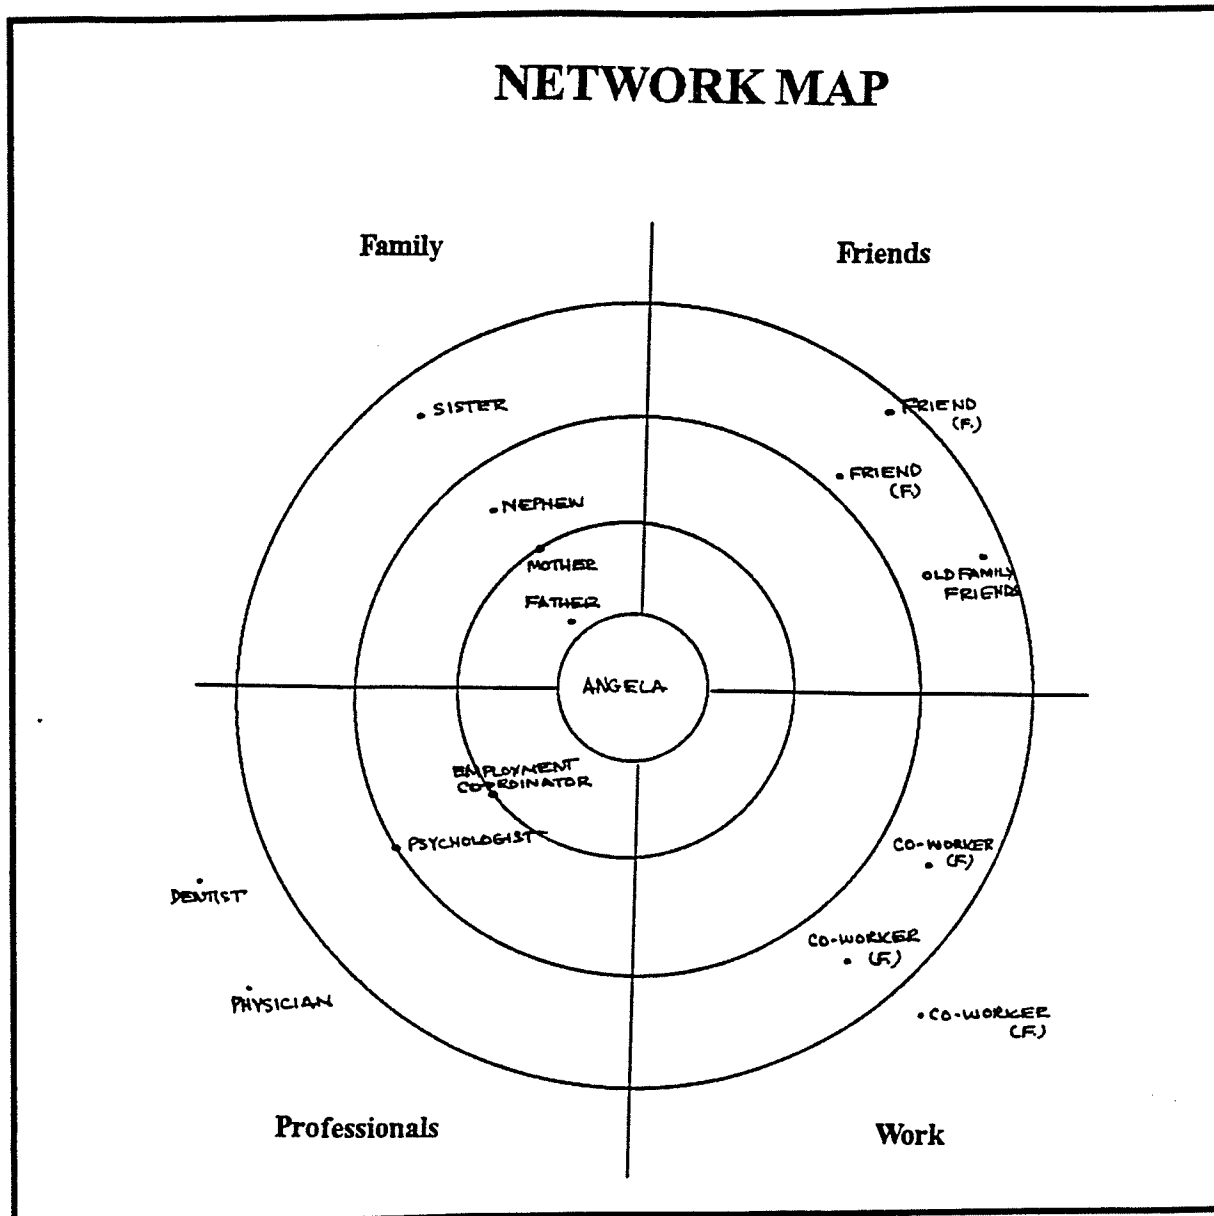 NETWORK MAP
Family
Friends
SISTER
FRIEND
(F.)
FRIEND
(F)
NEPHEW
MOTHER
OLD FAMILY
FRIENDS
FATHER
ANGELA
EMPLOYMENT
COORDINATOR
PSYCHOLOGIST
CO-WORKER
(F)
DENTIST
CO-WORKER
(F.)
PHYSICIAN
CO-WORKER
(F.)
Professionals
Work